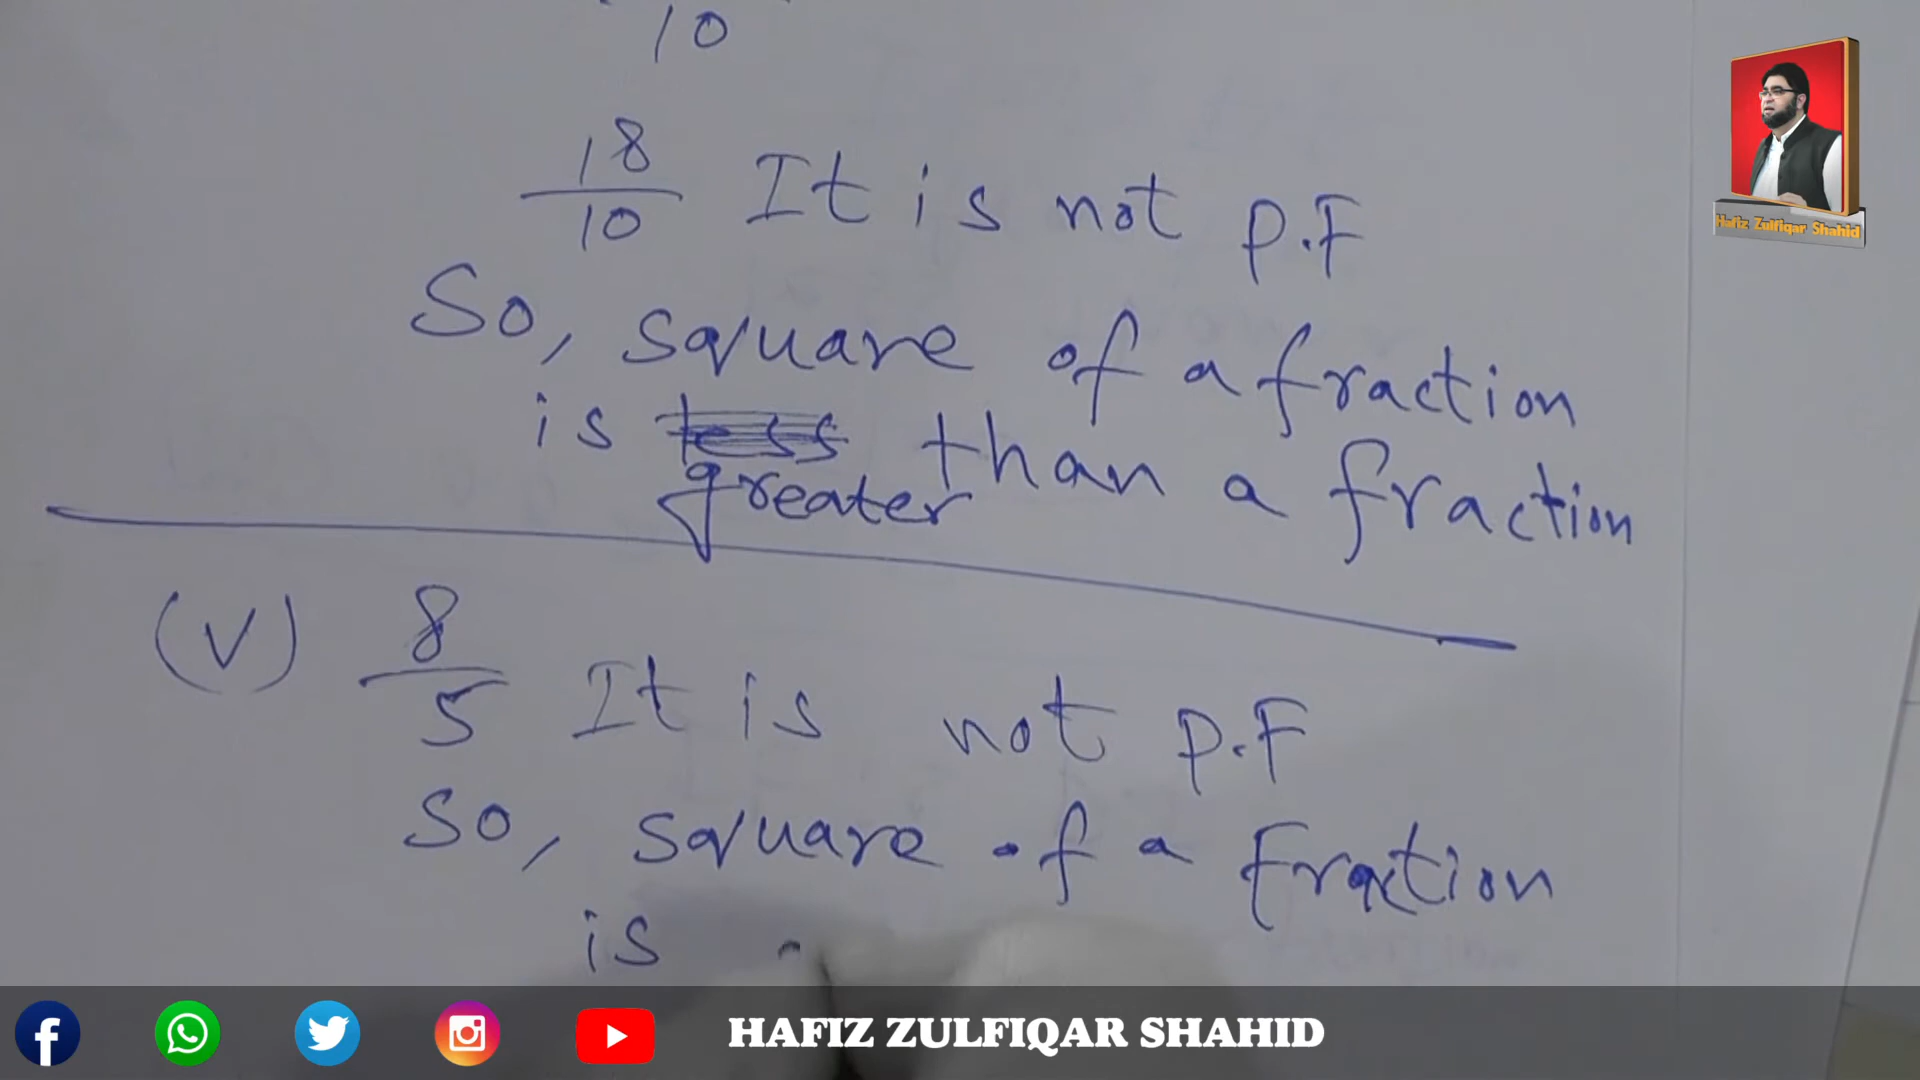 10
18
10 It is not P.F
So, square of a fraction
is less than a fraction
greater
(V) 8
5 It is not P.F
So, square of a Fraction
is
Hafiz Zulfiqar Shahid
HAFIZ ZULFIQAR SHAHID